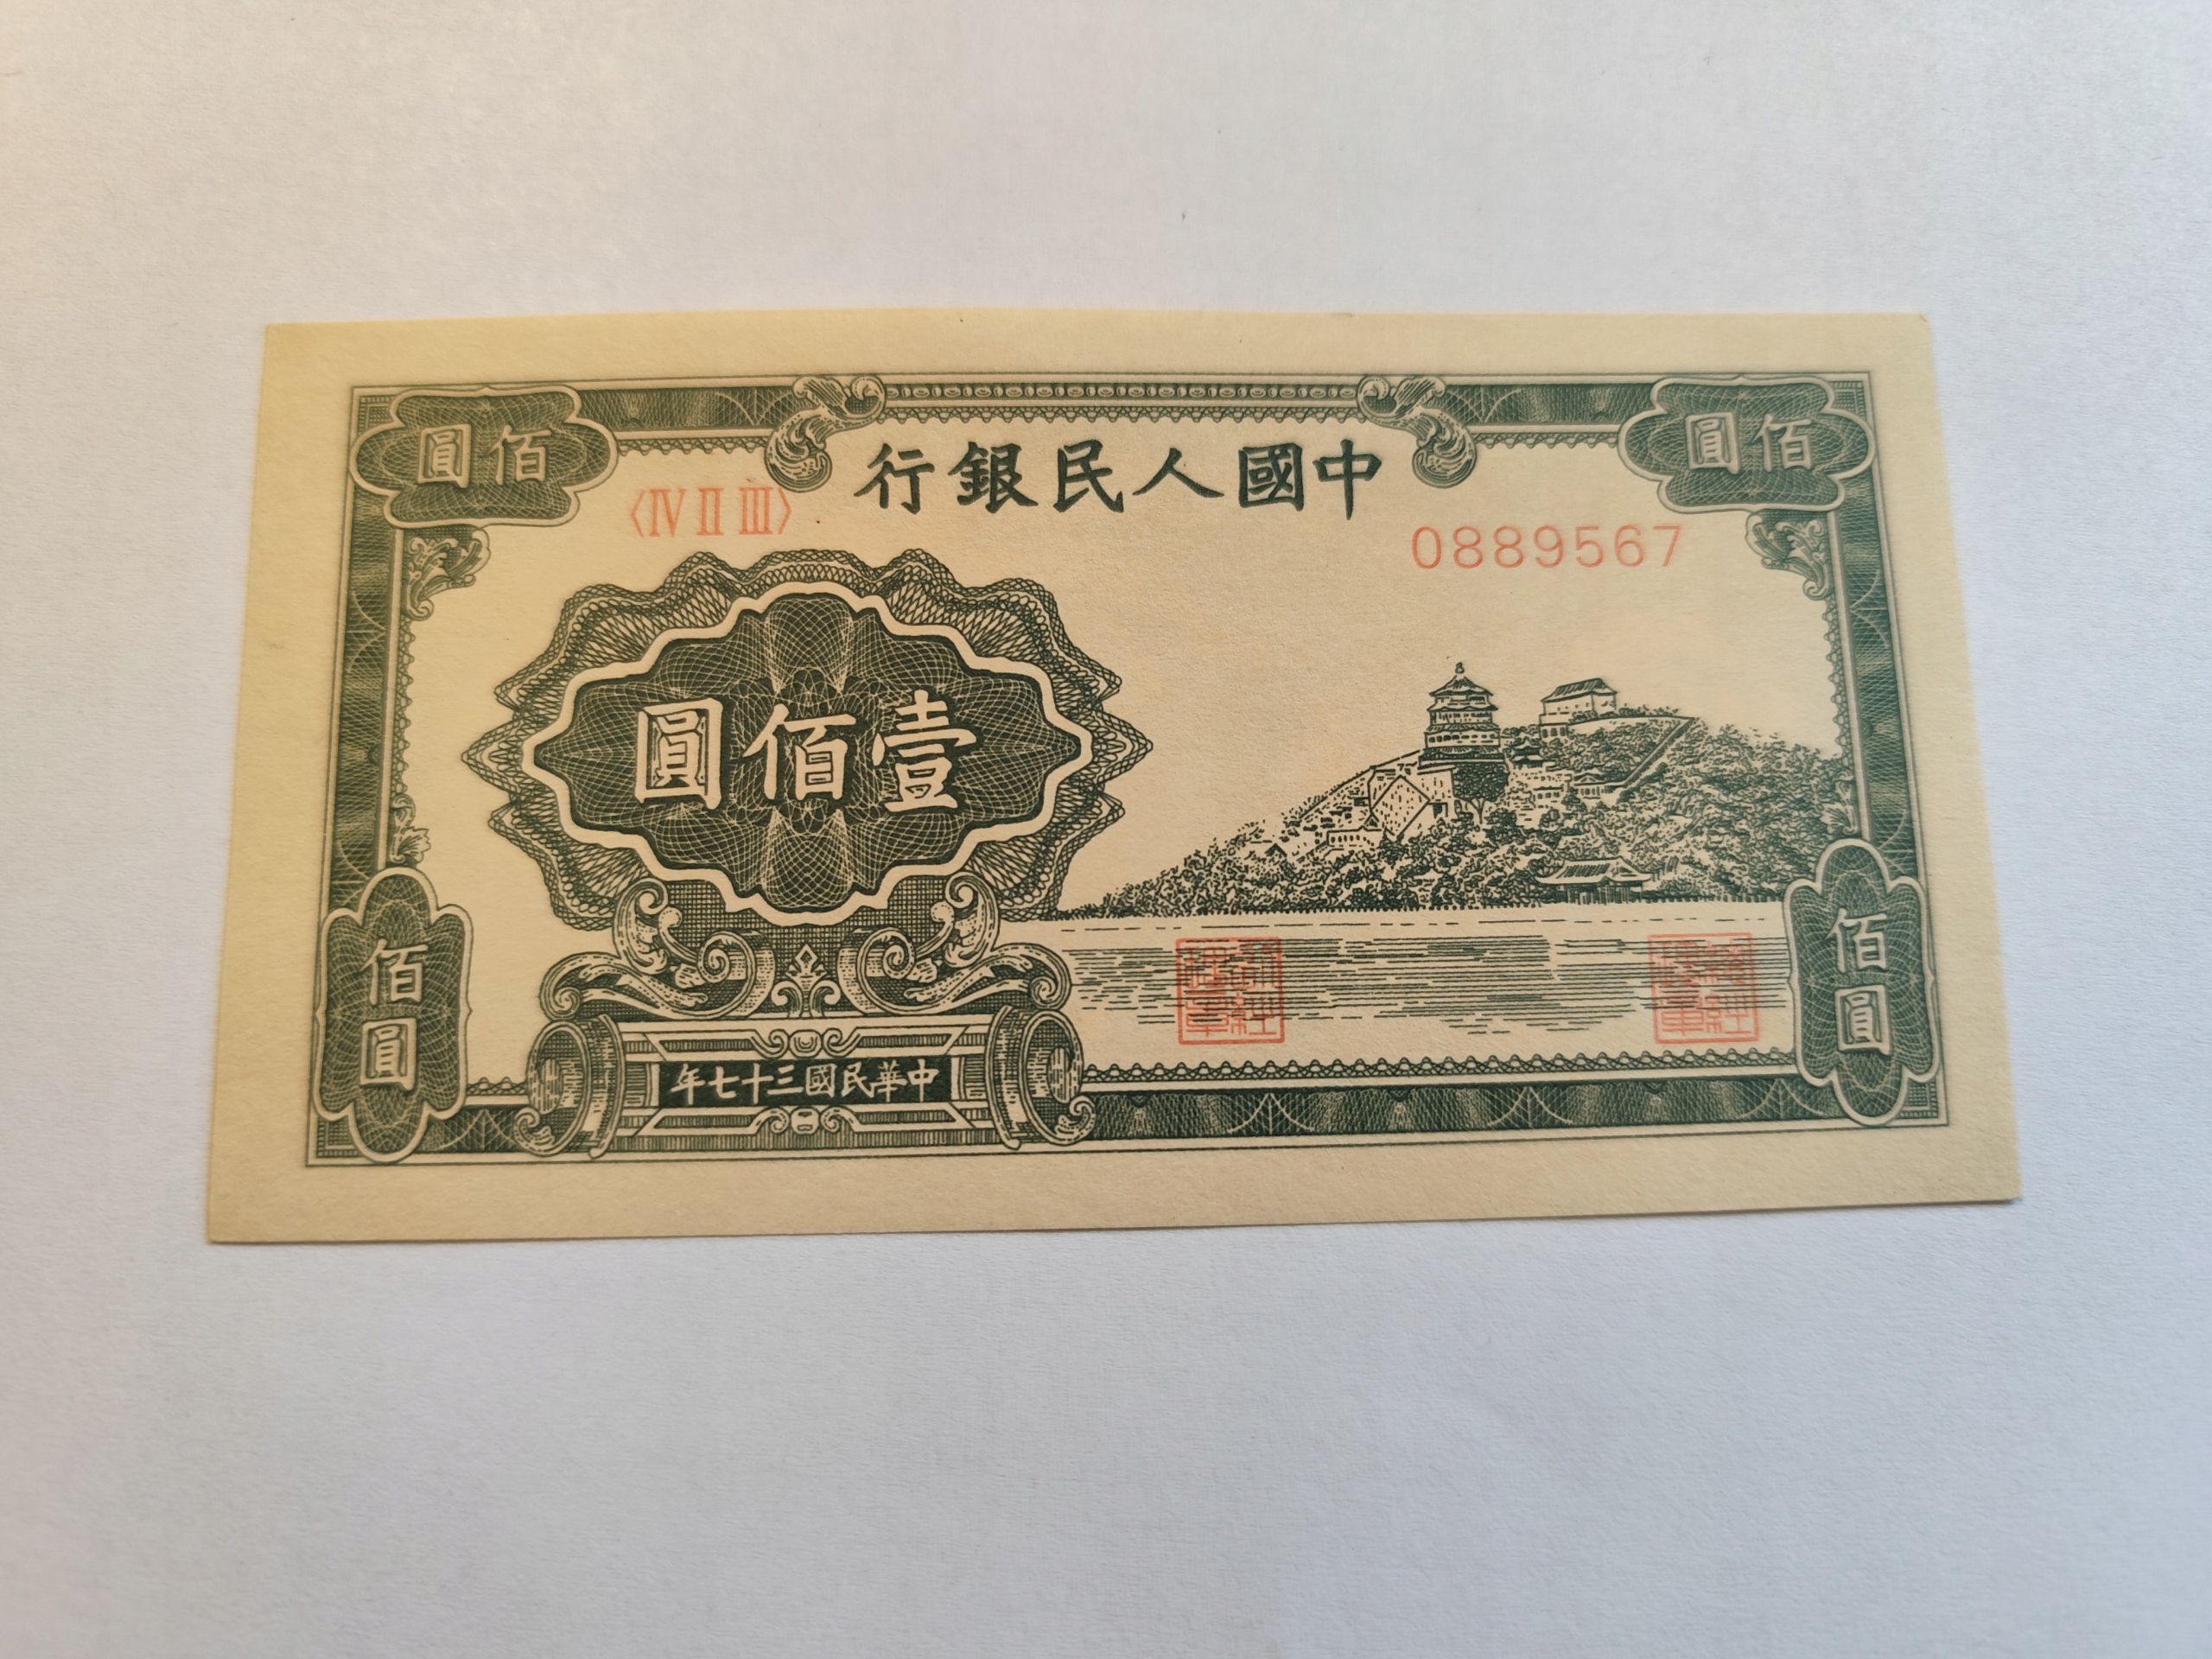 中國人民銀行
佰圓
佰圓
〈IV II III〉
0889567
壹佰圓
佰圓
佰圓
中華民國三十七年